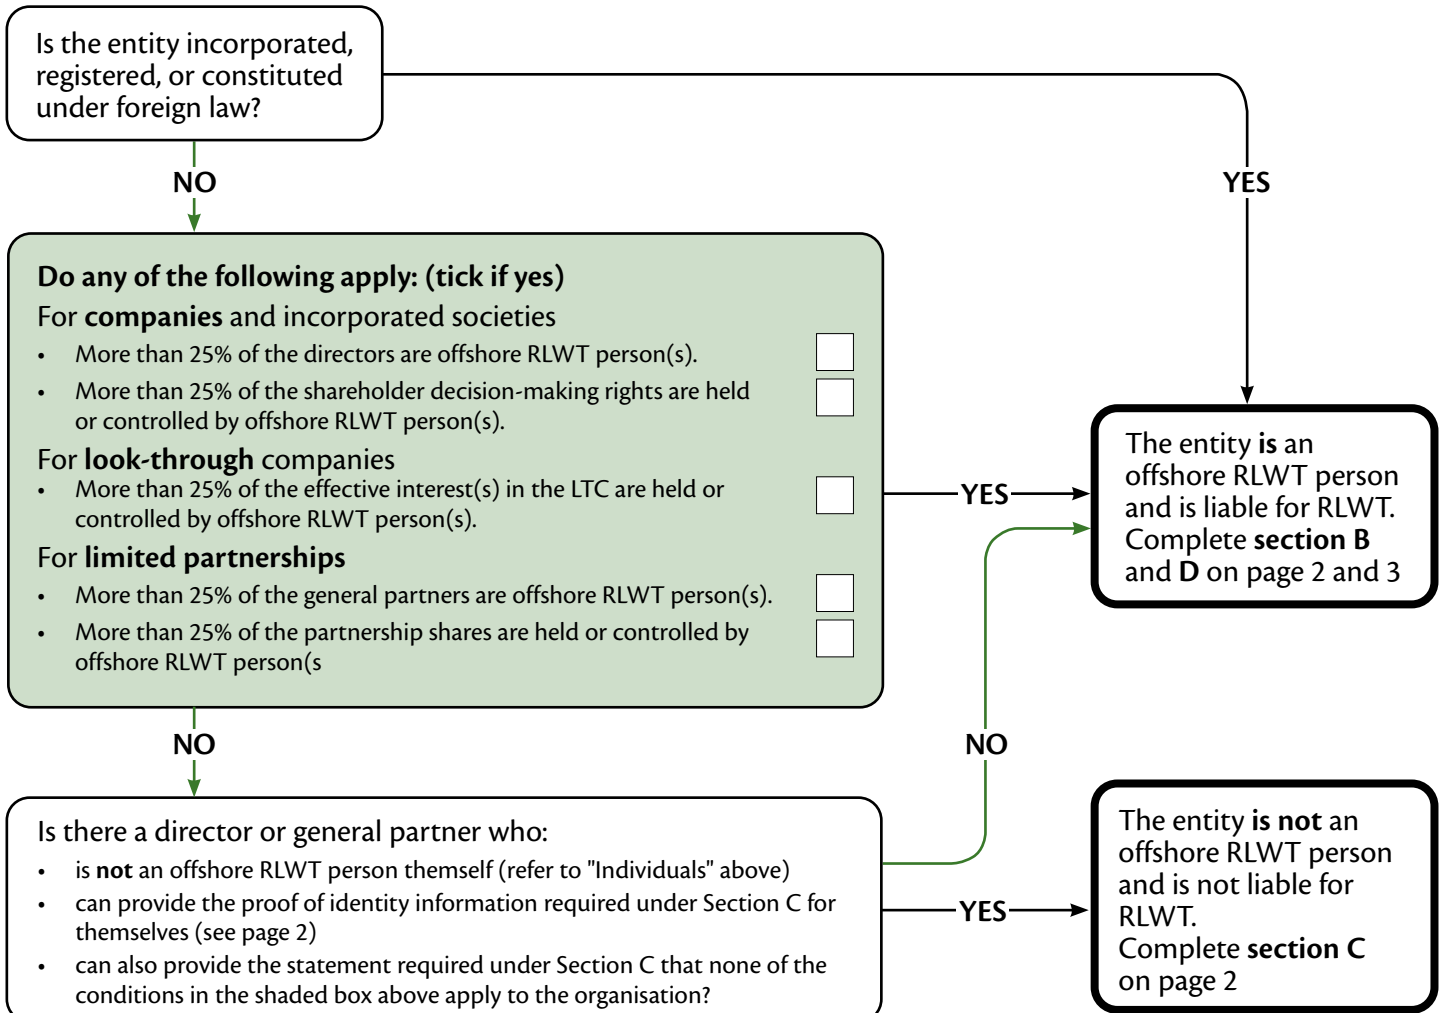 Is the entity incorporated,
registered, or constituted
under foreign law?
NO
YES
Do any of the following apply: (tick if yes)
For companies and incorporated societies
• More than 25% of the directors are offshore RLWT person(s).
• More than 25% of the shareholder decision-making rights are held
or controlled by offshore RLWT person(s).
For look-through companies
• More than 25% of the effective interest(s) in the LTC are held or
controlled by offshore RLWT person(s).
For limited partnerships
• More than 25% of the general partners are offshore RLWT person(s).
• More than 25% of the partnership shares are held or controlled by
offshore RLWT person(s
YES
The entity is an
offshore RLWT person
and is liable for RLWT.
Complete section B
and D on page 2 and 3
NO
NO
Is there a director or general partner who:
• is not an offshore RLWT person themself (refer to "Individuals" above)
• can provide the proof of identity information required under Section C for
themselves (see page 2)
• can also provide the statement required under Section C that none of the
conditions in the shaded box above apply to the organisation?
YES
The entity is not an
offshore RLWT person
and is not liable for
RLWT.
Complete section C
on page 2